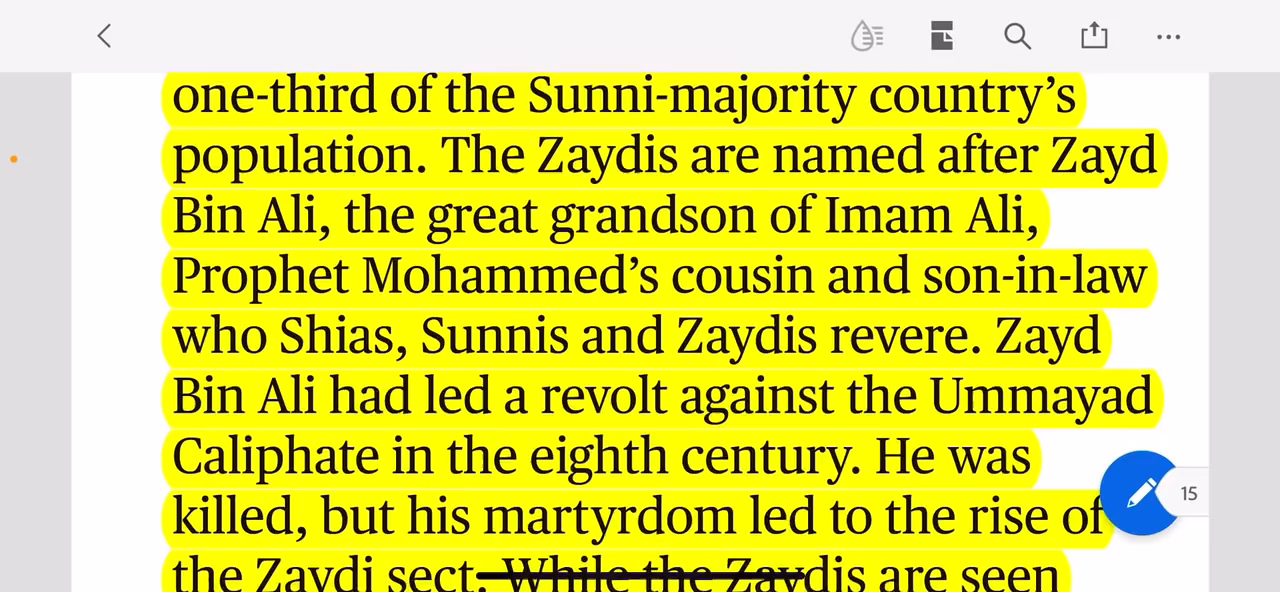 one-third of the Sunni-majority country’s
population. The Zaydis are named after Zayd
Bin Ali, the great grandson of Imam Ali,
Prophet Mohammed’s cousin and son-in-law
who Shias, Sunnis and Zaydis revere. Zayd
Bin Ali had led a revolt against the Ummayad
Caliphate in the eighth century. He was
killed, but his martyrdom led to the rise of
15
the Zaydi sect. While the Zaydis are seen